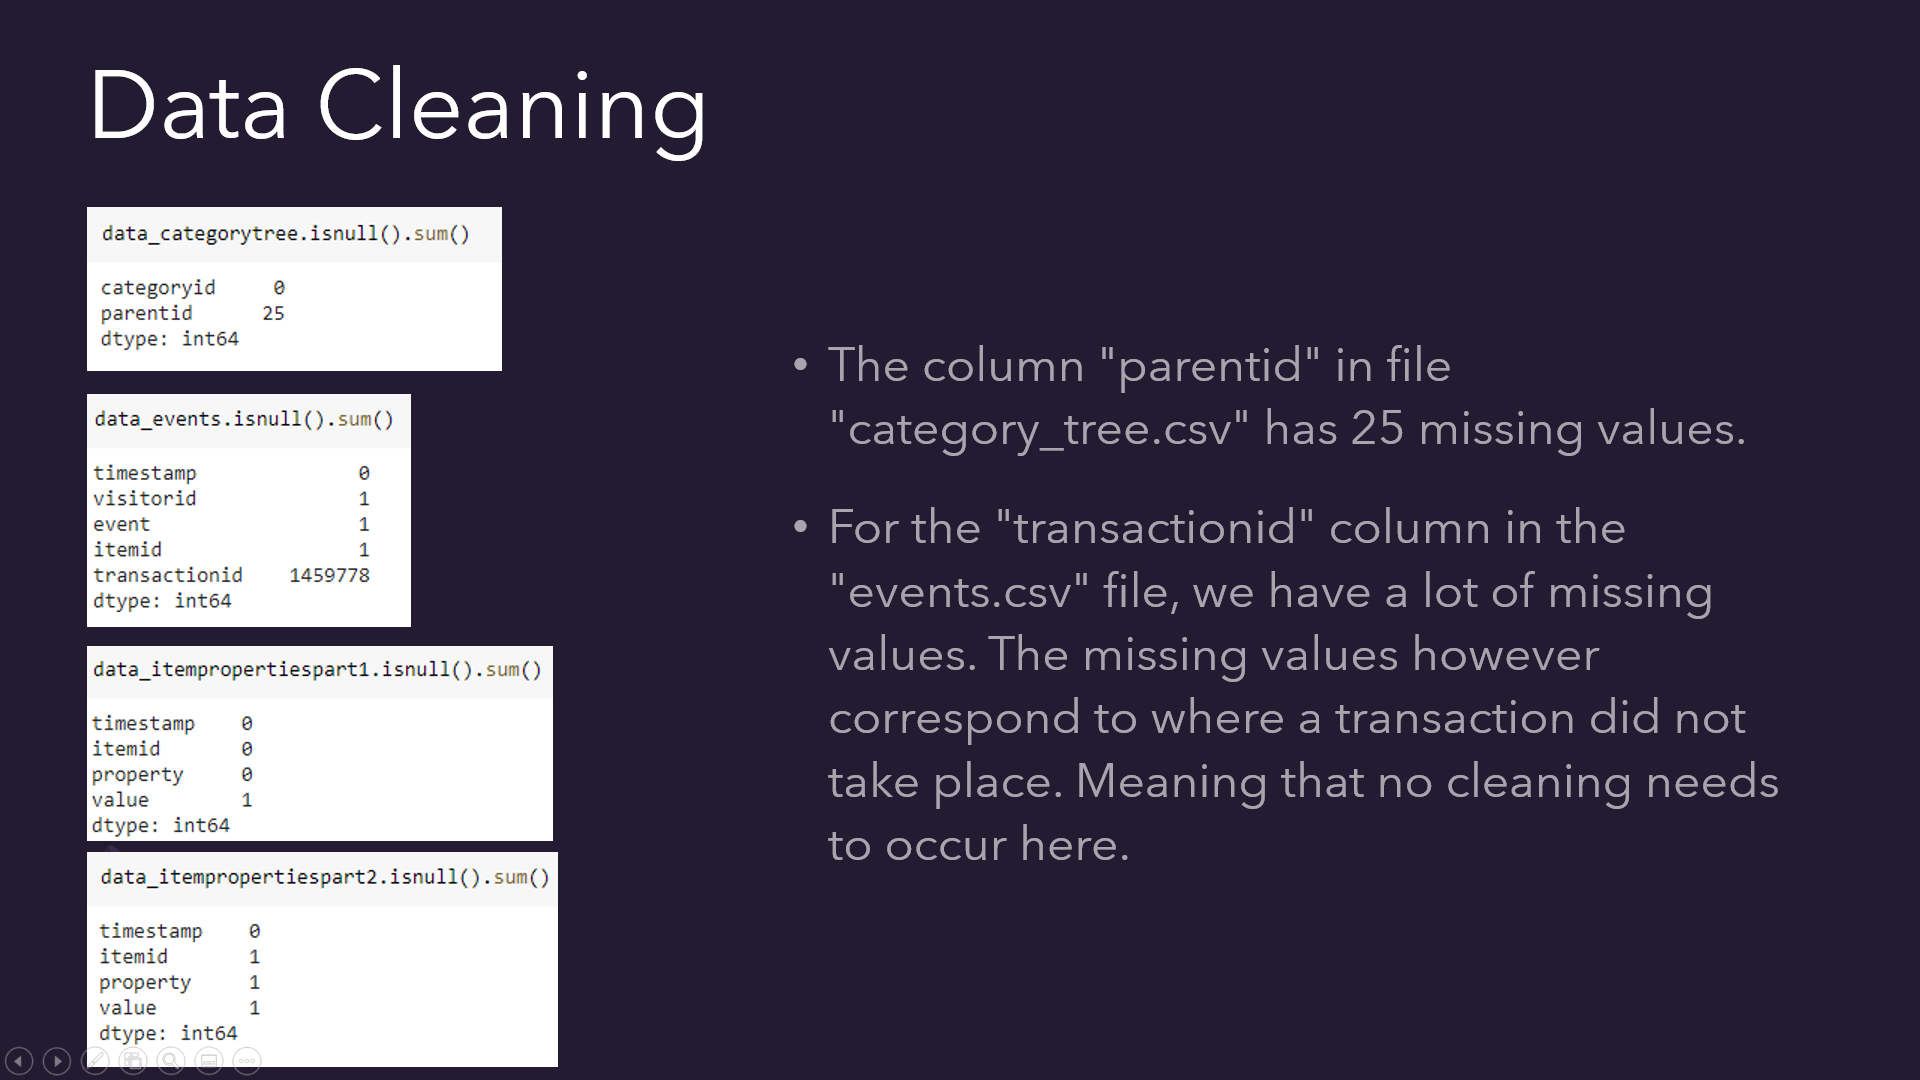 Data Cleaning
data_categorytree.isnull().sum()
categoryid 0
parentid 25
dtype: int64
data_events.isnull().sum()
timestamp 0
visitorid 1
event 1
itemid 1
transactionid 1459778
dtype: int64
data_itempropertiespart1.isnull().sum()
timestamp 0
itemid 0
property 0
value 1
dtype: int64
data_itempropertiespart2.isnull().sum()
timestamp 0
itemid 1
property 1
value 1
dtype: int64
• The column "parentid" in file
"category_tree.csv" has 25 missing values.
• For the "transactionid" column in the
"events.csv" file, we have a lot of missing
values. The missing values however
correspond to where a transaction did not
take place. Meaning that no cleaning needs
to occur here.